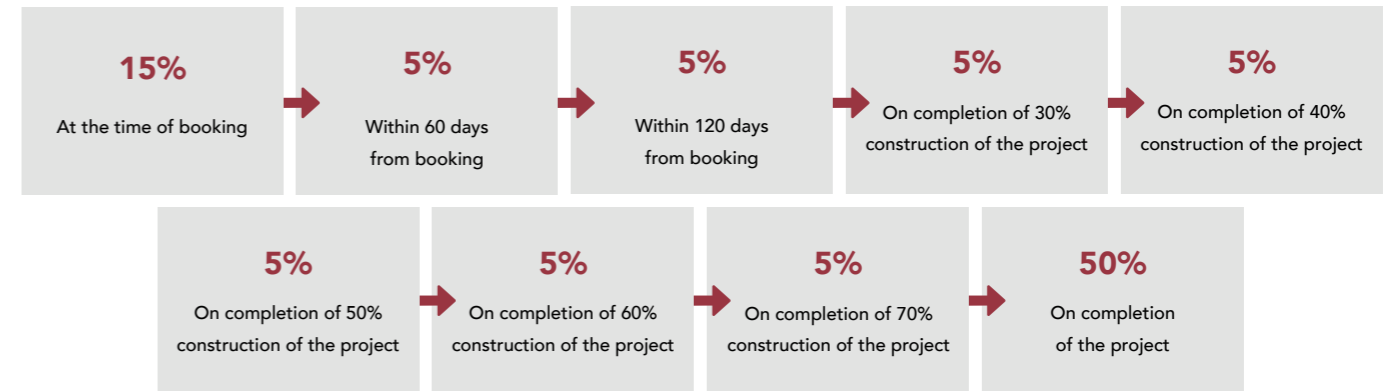 15%
At the time of booking
5%
Within 60 days
from booking
5%
Within 120 days
from booking
5%
On completion of 30%
construction of the project
5%
On completion of 40%
construction of the project
5%
On completion of 50%
construction of the project
5%
On completion of 60%
construction of the project
5%
On completion of 70%
construction of the project
50%
On completion
of the project